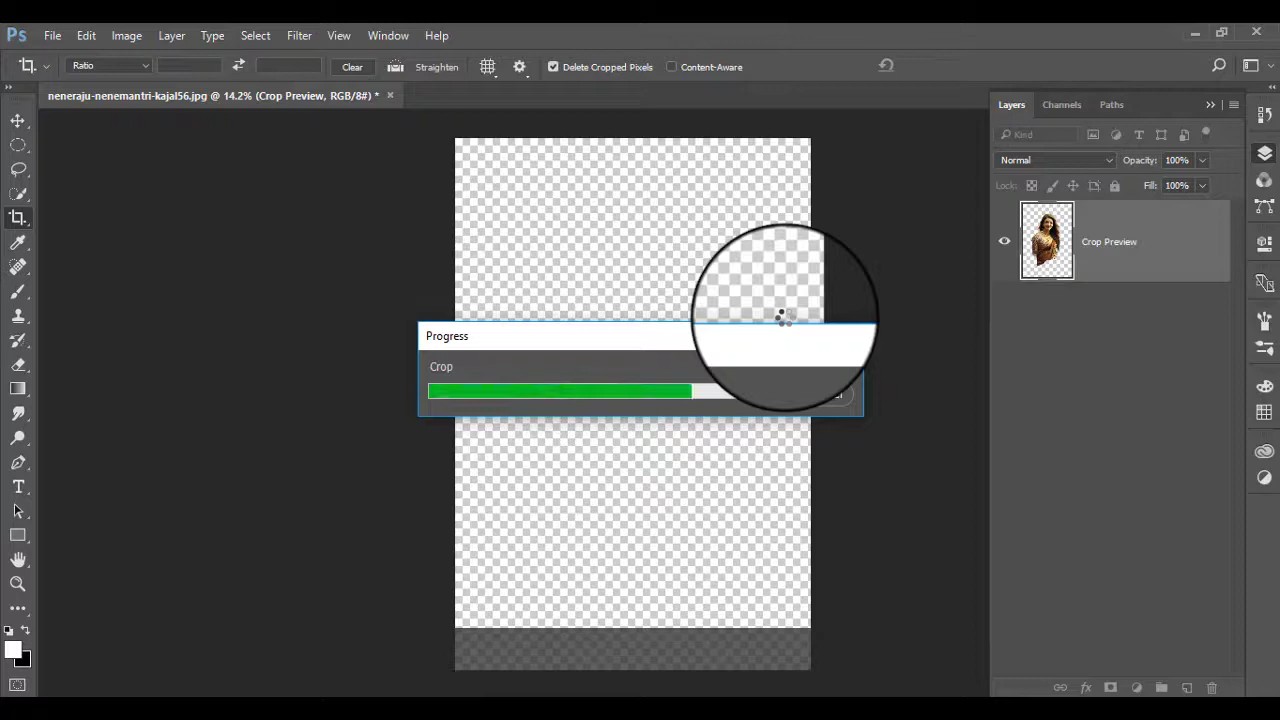 Ps File Edit Image Layer Type Select Filter View Window Help
Ratio Clear Straighten Delete Cropped Pixels Content-Aware
neneraju-nenemantri-kajal56.jpg @ 14.2% (Crop Preview, RGB/8#) *
Layers Channels Paths
Kind
Normal Opacity: 100%
Lock: Fill: 100%
Crop Preview
Progress
Crop
fx